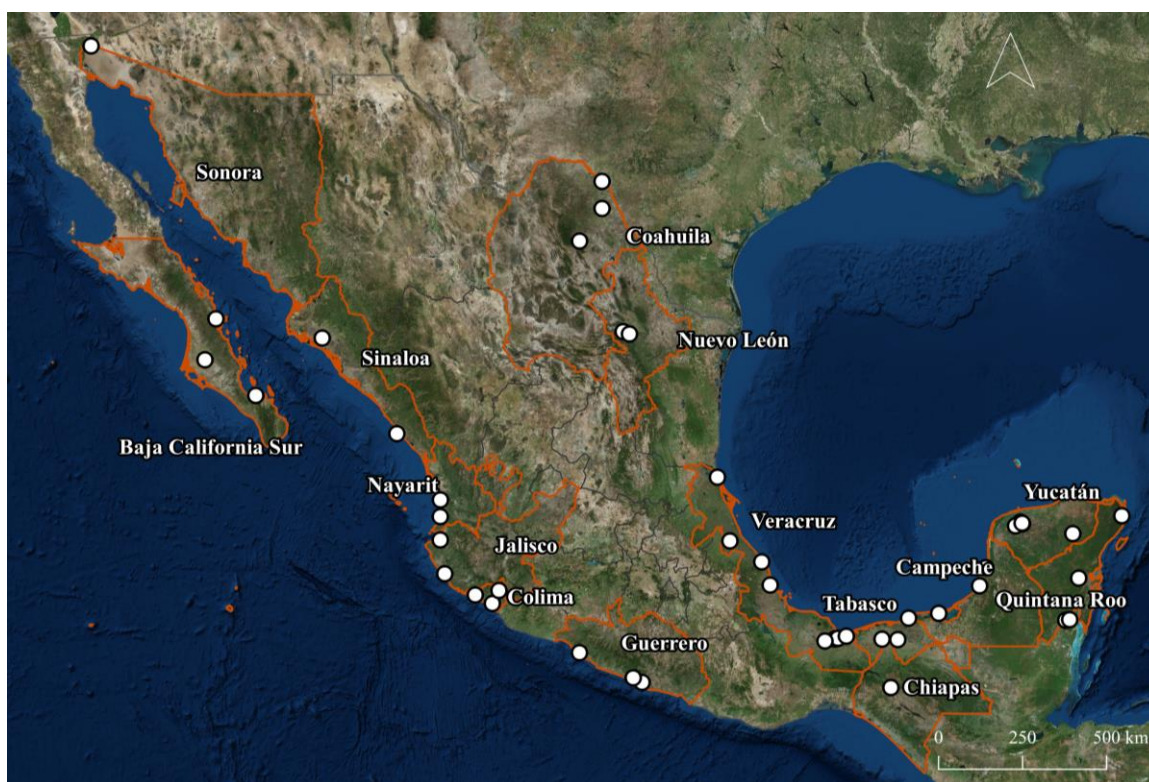 Sonora
Coahuila
Nuevo León
Sinaloa
Baja California Sur
Nayarit
Yucatán
Veracruz
Jalisco
Campeche
Colima
Tabasco
Quintana Roo
Guerrero
Chiapas
0 250 500 km